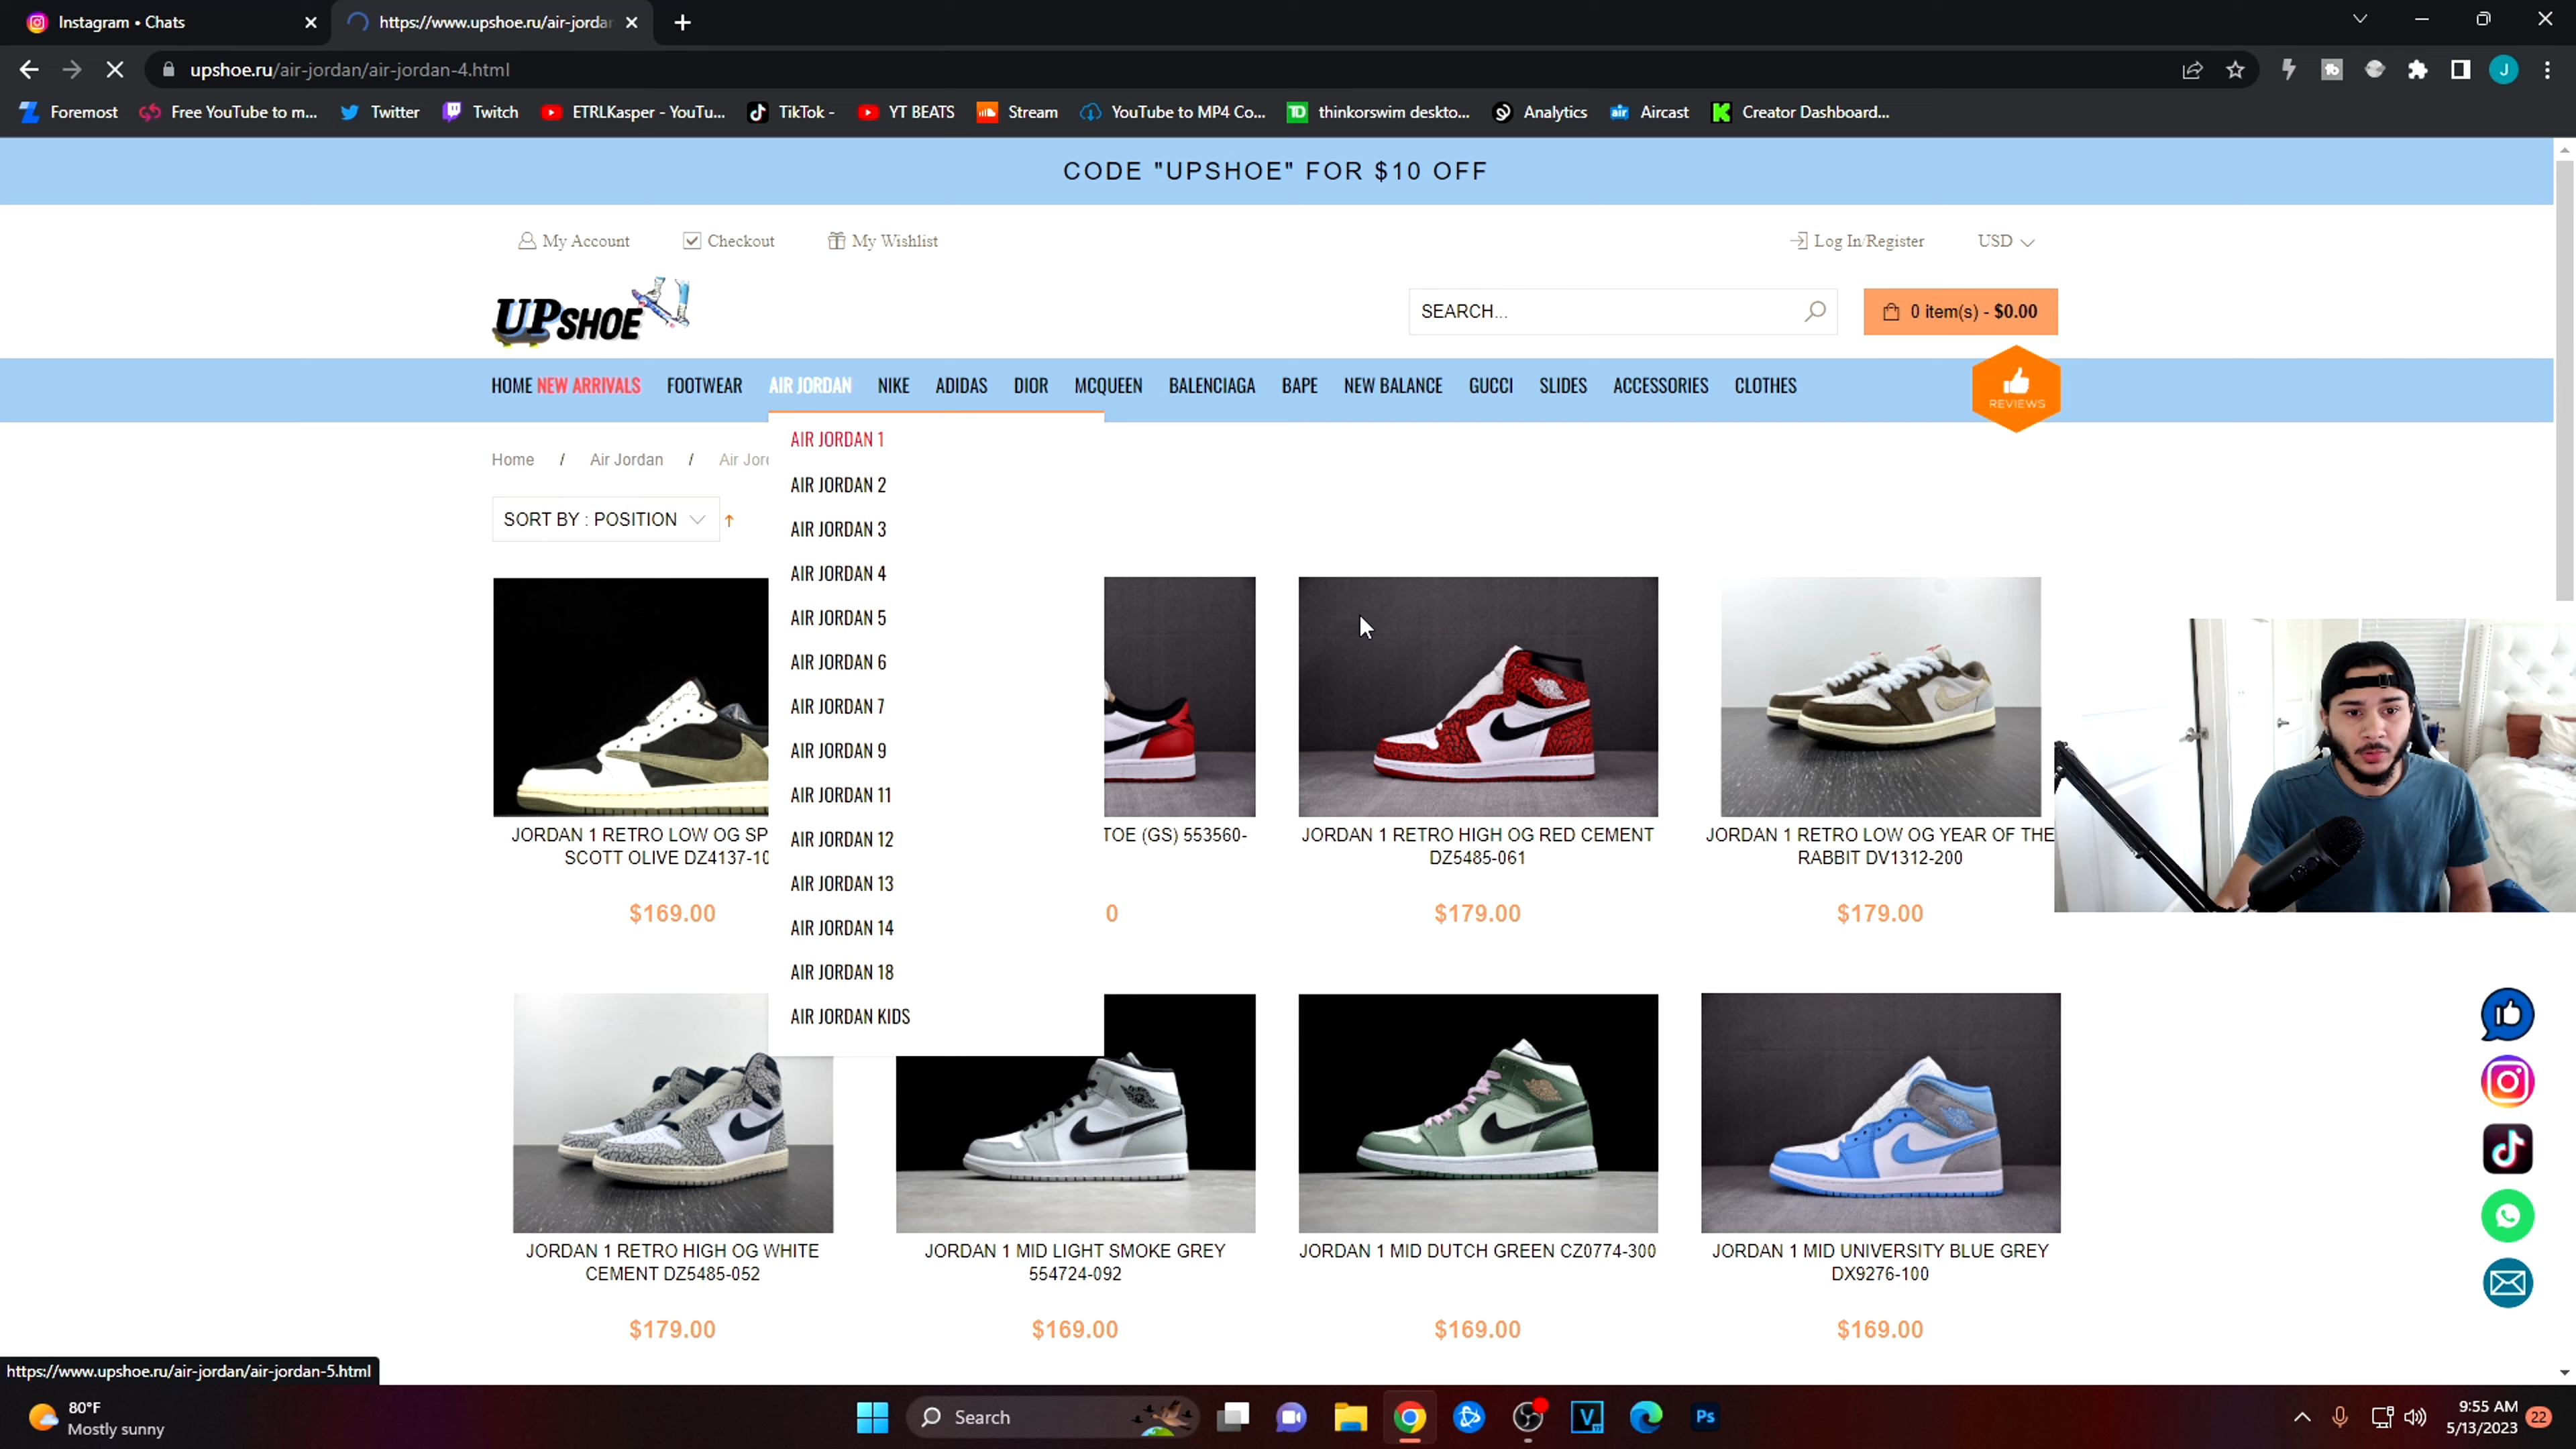 Instagram • Chats
https://www.upshoe.ru/air-jordan
upshoe.ru/air-jordan/air-jordan-4.html
Foremost
Free YouTube to m...
Twitter
Twitch
ETRLKasper - YouTu...
TikTok -
YT BEATS
Stream
YouTube to MP4 Co...
thinkorswim deskto...
Analytics
Aircast
Creator Dashboard...
J
CODE "UPSHOE" FOR $10 OFF
My Account
Checkout
My Wishlist
Log In/Register
USD
UPSHOE
SEARCH...
0 item(s) - $0.00
HOME NEW ARRIVALS FOOTWEAR AIR JORDAN NIKE ADIDAS DIOR MCQUEEN BALENCIAGA BAPE NEW BALANCE GUCCI SLIDES ACCESSORIES CLOTHES
REVIEWS
Home / Air Jordan / Air Jor
SORT BY : POSITION
AIR JORDAN 1
AIR JORDAN 2
AIR JORDAN 3
AIR JORDAN 4
AIR JORDAN 5
AIR JORDAN 6
AIR JORDAN 7
AIR JORDAN 9
AIR JORDAN 11
AIR JORDAN 12
AIR JORDAN 13
AIR JORDAN 14
AIR JORDAN 18
AIR JORDAN KIDS
JORDAN 1 RETRO LOW OG SP
SCOTT OLIVE DZ4137-10
$169.00
TOE (GS) 553560-
0
JORDAN 1 RETRO HIGH OG RED CEMENT
DZ5485-061
$179.00
JORDAN 1 RETRO LOW OG YEAR OF THE
RABBIT DV1312-200
$179.00
JORDAN 1 RETRO HIGH OG WHITE
CEMENT DZ5485-052
$179.00
JORDAN 1 MID LIGHT SMOKE GREY
554724-092
$169.00
JORDAN 1 MID DUTCH GREEN CZ0774-300
$169.00
JORDAN 1 MID UNIVERSITY BLUE GREY
DX9276-100
$169.00
https://www.upshoe.ru/air-jordan/air-jordan-5.html
80°F
Mostly sunny
Search
Ps
9:55 AM
5/13/2023
22